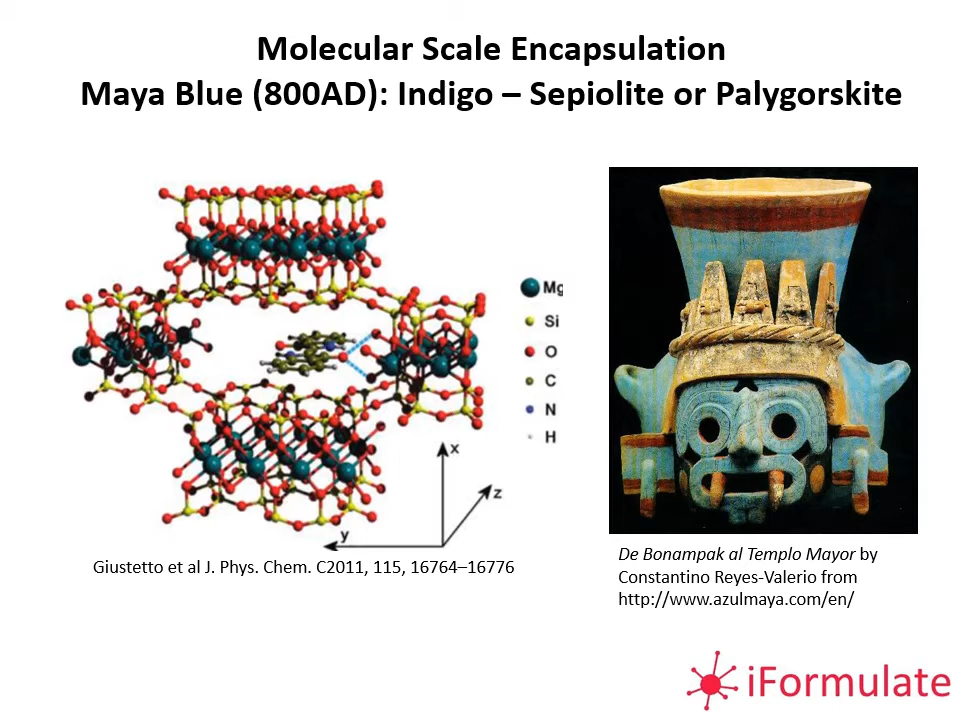 Molecular Scale Encapsulation
Maya Blue (800AD): Indigo – Sepiolite or Palygorskite
Mg
Si
O
C
N
H
x
z
y
Giustetto et al J. Phys. Chem. C2011, 115, 16764–16776
De Bonampak al Templo Mayor by
Constantino Reyes-Valerio from
http://www.azulmaya.com/en/
iFormulate